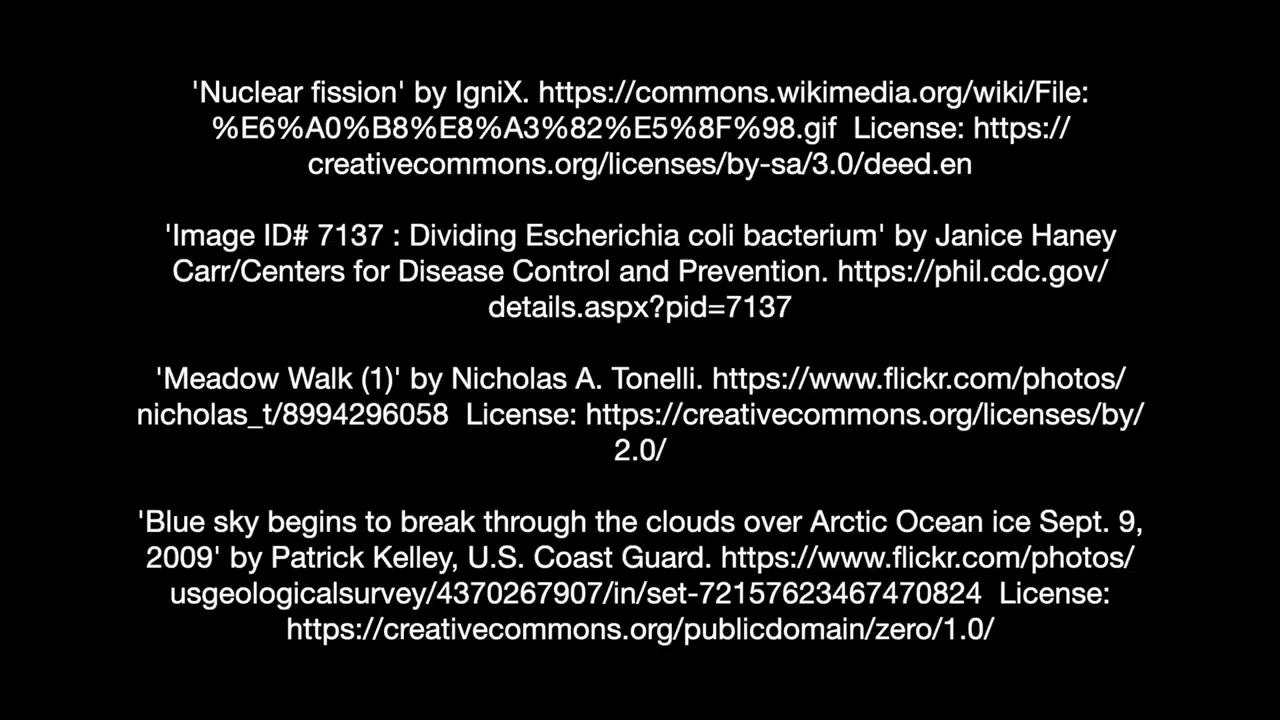 'Nuclear fission' by IgniX. https://commons.wikimedia.org/wiki/File:
%E6%A0%B8%E8%A3%82%E5%8F%98.gif  License: https://
creativecommons.org/licenses/by-sa/3.0/deed.en
'Image ID# 7137 : Dividing Escherichia coli bacterium' by Janice Haney
Carr/Centers for Disease Control and Prevention. https://phil.cdc.gov/
details.aspx?pid=7137
'Meadow Walk (1)' by Nicholas A. Tonelli. https://www.flickr.com/photos/
nicholas_t/8994296058  License: https://creativecommons.org/licenses/by/
2.0/
'Blue sky begins to break through the clouds over Arctic Ocean ice Sept. 9,
2009' by Patrick Kelley, U.S. Coast Guard. https://www.flickr.com/photos/
usgeologicalsurvey/4370267907/in/set-72157623467470824  License:
https://creativecommons.org/publicdomain/zero/1.0/